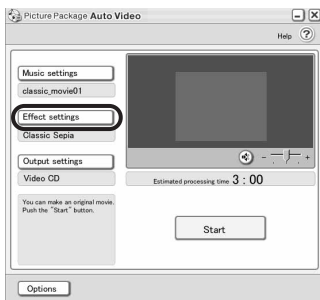 Picture Package Auto Video
Help ?
Music settings
classic_movie01
Effect settings
Classic Sepia
Output settings
Video CD
- +
Estimated processing time 3 : 00
You can make an original movie.
Push the "Start" button.
Start
Options